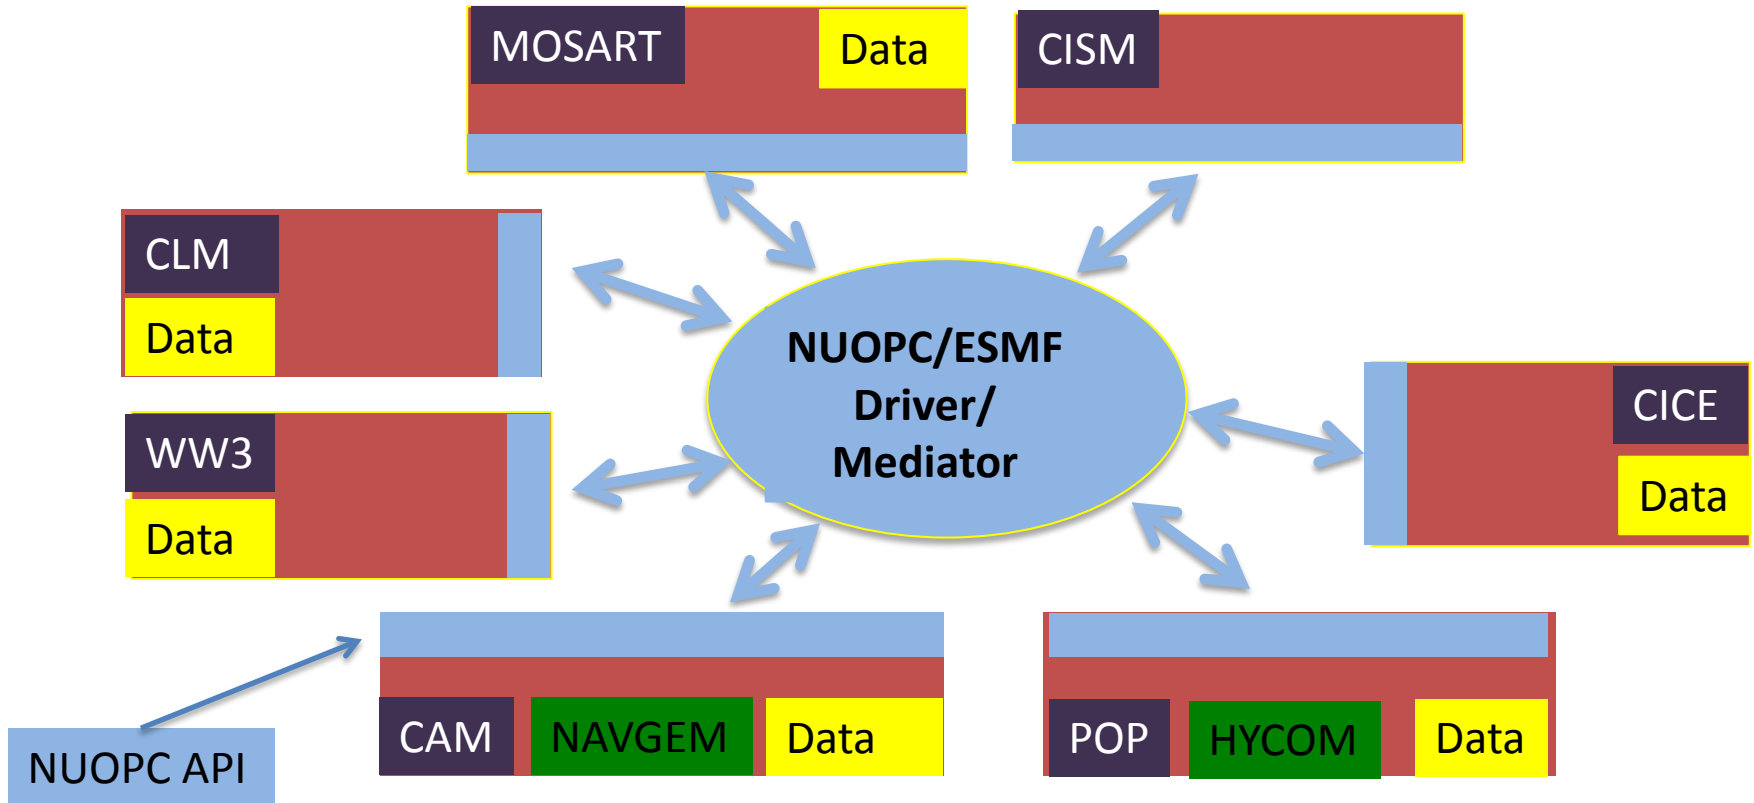 MOSART
Data
CISM
CLM
Data
WW3
Data
NUOPC/ESMF
Driver/
Mediator
CICE
Data
CAM
NAVGEM
Data
POP
HYCOM
Data
NUOPC API